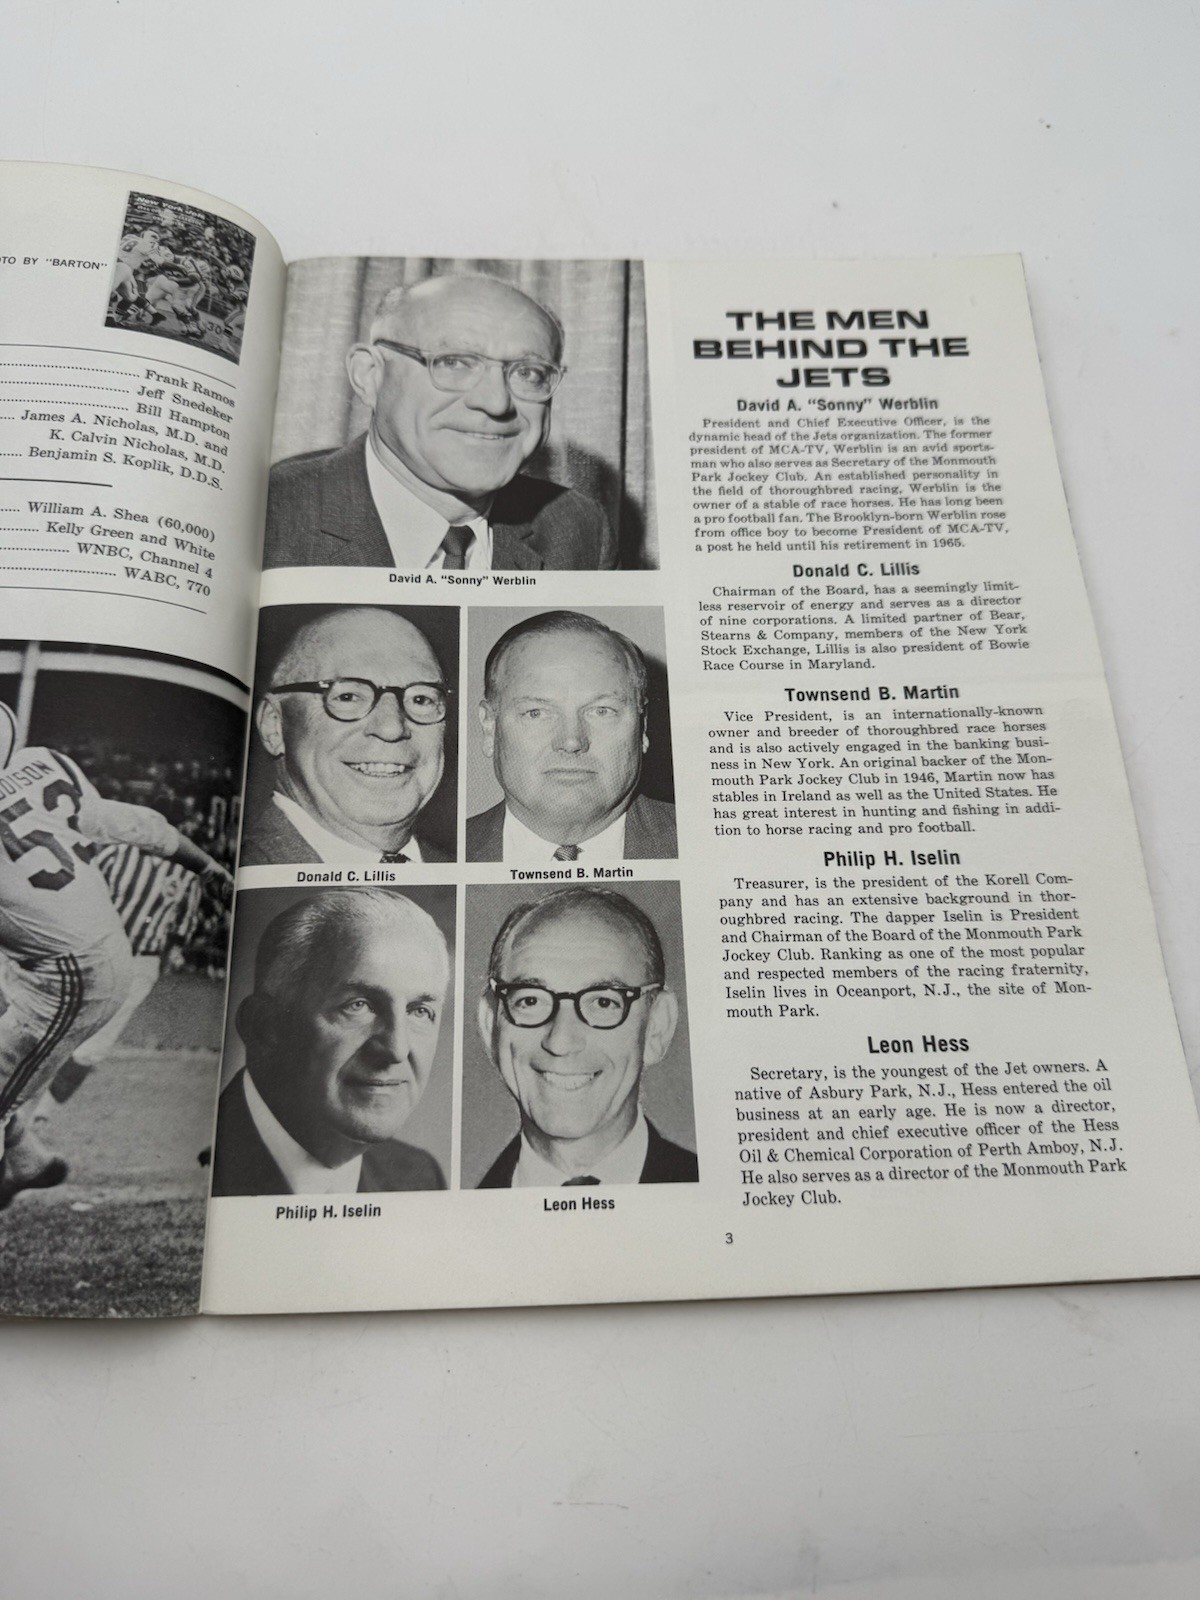 New York Jets
30¢
TO BY "BARTON"
Frank Ramos
Jeff Snedeker
Bill Hampton
James A. Nicholas, M.D. and
K. Calvin Nicholas, M.D.
Benjamin S. Koplik, D.D.S.
William A. Shea (60,000)
Kelly Green and White
WNBC, Channel 4
WABC, 770
DISON
53
David A. "Sonny" Werblin
Donald C. Lillis
Townsend B. Martin
Philip H. Iselin
Leon Hess
THE MEN
BEHIND THE
JETS
David A. "Sonny" Werblin
President and Chief Executive Officer, is the
dynamic head of the Jets organization. The former
president of MCA-TV, Werblin is an avid sports-
man who also serves as Secretary of the Monmouth
Park Jockey Club. An established personality in
the field of thoroughbred racing, Werblin is the
owner of a stable of race horses. He has long been
a pro football fan. The Brooklyn-born Werblin rose
from office boy to become President of MCA-TV,
a post he held until his retirement in 1965.
Donald C. Lillis
Chairman of the Board, has a seemingly limit-
less reservoir of energy and serves as a director
of nine corporations. A limited partner of Bear,
Stearns & Company, members of the New York
Stock Exchange, Lillis is also president of Bowie
Race Course in Maryland.
Townsend B. Martin
Vice President, is an internationally-known
owner and breeder of thoroughbred race horses
and is also actively engaged in the banking busi-
ness in New York. An original backer of the Mon-
mouth Park Jockey Club in 1946, Martin now has
stables in Ireland as well as the United States. He
has great interest in hunting and fishing in addi-
tion to horse racing and pro football.
Philip H. Iselin
Treasurer, is the president of the Korell Com-
pany and has an extensive background in thor-
oughbred racing. The dapper Iselin is President
and Chairman of the Board of the Monmouth Park
Jockey Club. Ranking as one of the most popular
and respected members of the racing fraternity,
Iselin lives in Oceanport, N.J., the site of Mon-
mouth Park.
Leon Hess
Secretary, is the youngest of the Jet owners. A
native of Asbury Park, N.J., Hess entered the oil
business at an early age. He is now a director,
president and chief executive officer of the Hess
Oil & Chemical Corporation of Perth Amboy, N.J.
He also serves as a director of the Monmouth Park
Jockey Club.
3